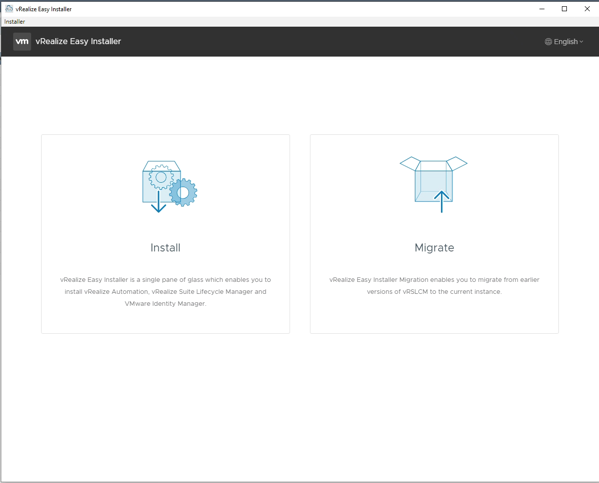 vRealize Easy Installer
Installer
vm vRealize Easy Installer
English
Install
vRealize Easy Installer is a single pane of glass which enables you to
install vRealize Automation, vRealize Suite Lifecycle Manager and
VMware Identity Manager.
Migrate
vRealize Easy Installer Migration enables you to migrate from earlier
versions of vRSLCM to the current instance.